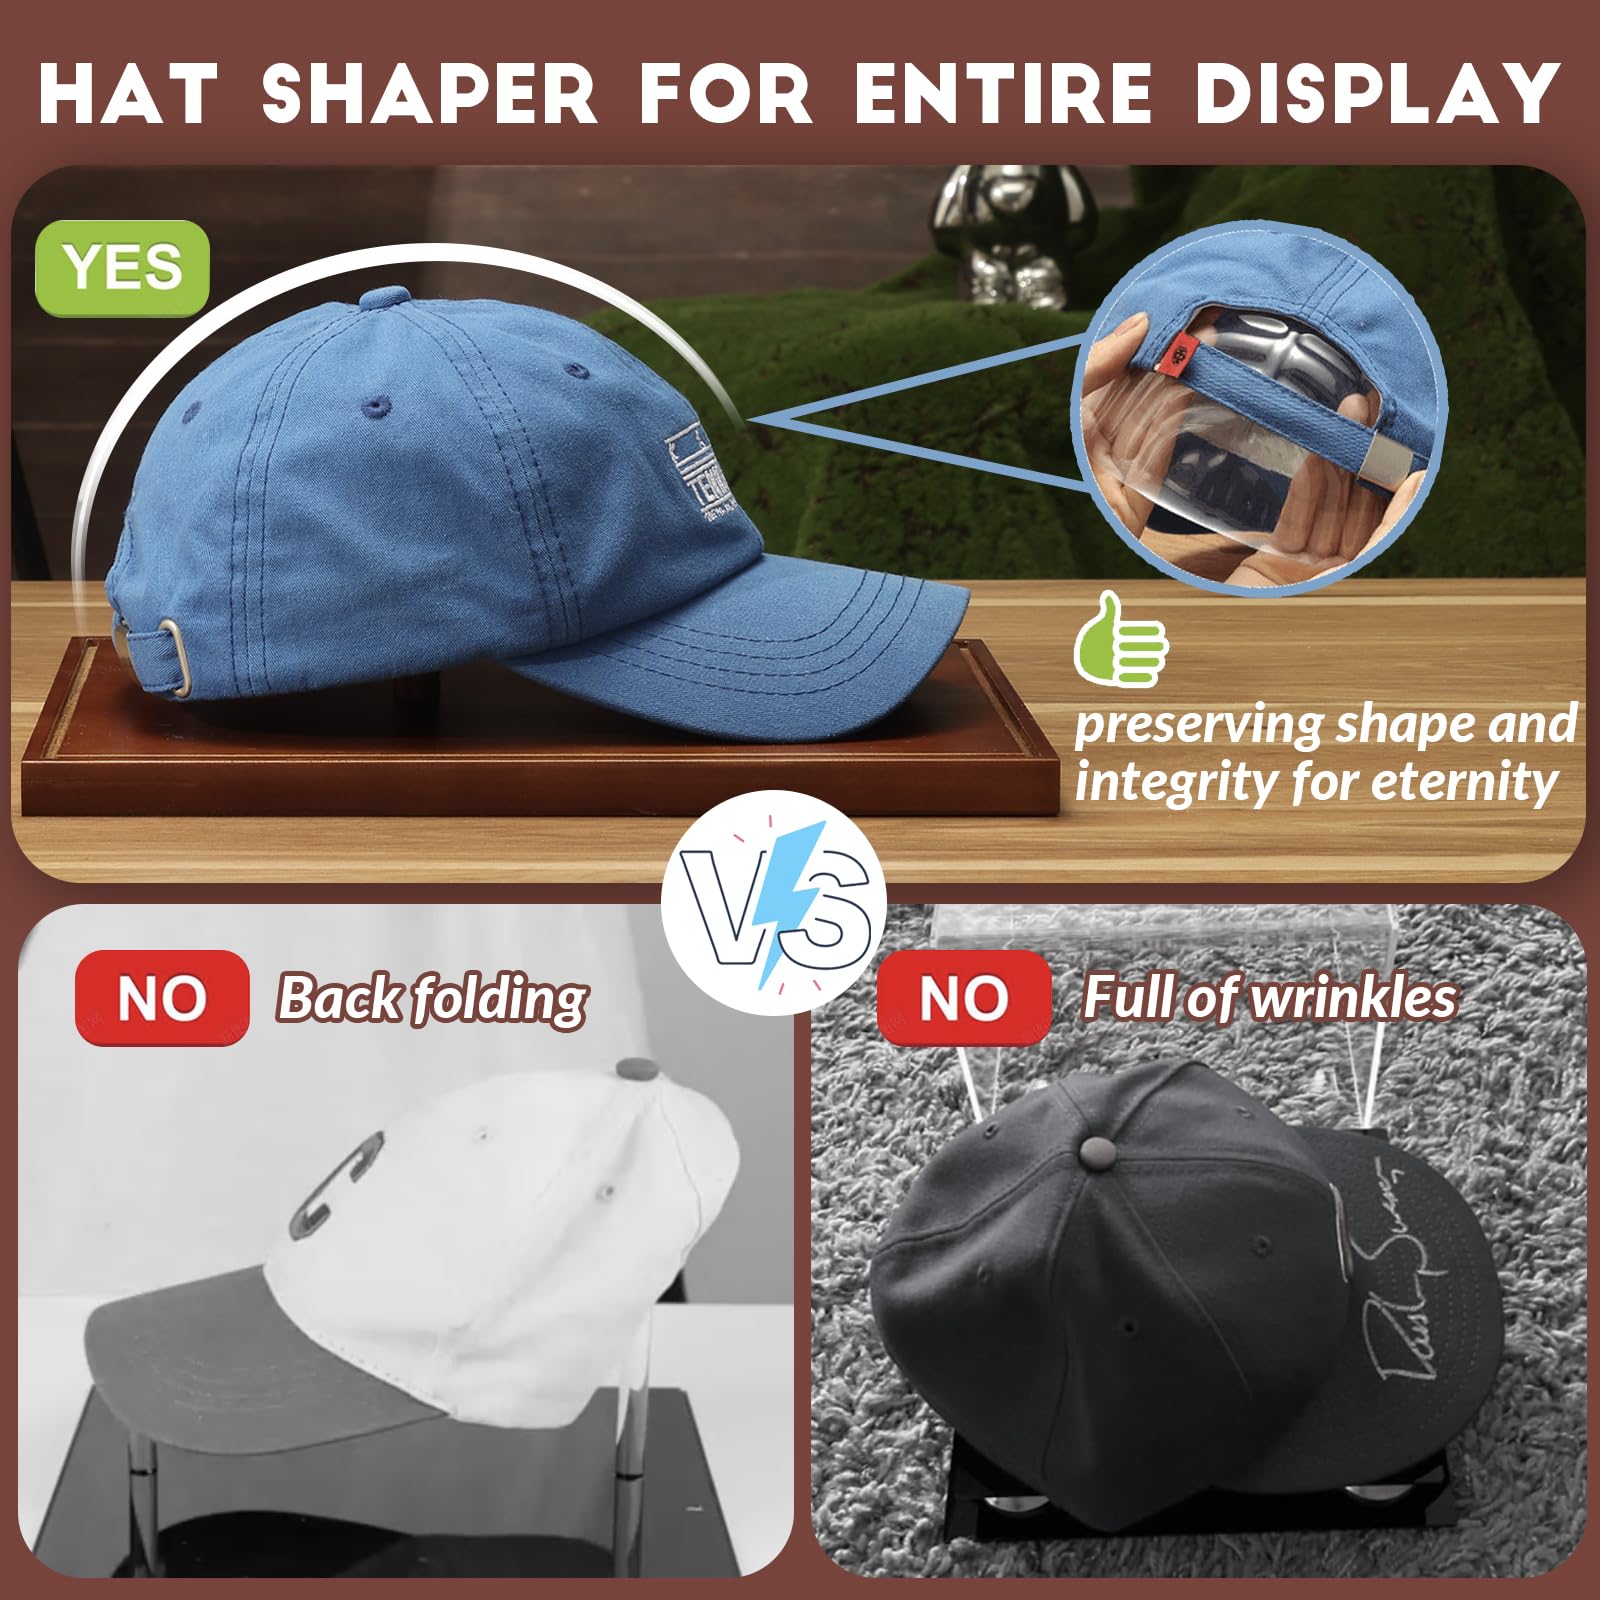 HAT SHAPER FOR ENTIRE DISPLAY
YES
preserving shape and
integrity for eternity
VS
NO
Back folding
NO
Full of wrinkles